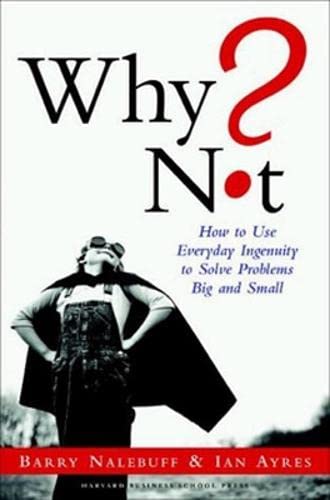 Why?
Not
How to Use
Everyday Ingenuity
to Solve Problems
Big and Small
BARRY NALEBUFF & IAN AYRES
HARVARD BUSINESS SCHOOL PRESS